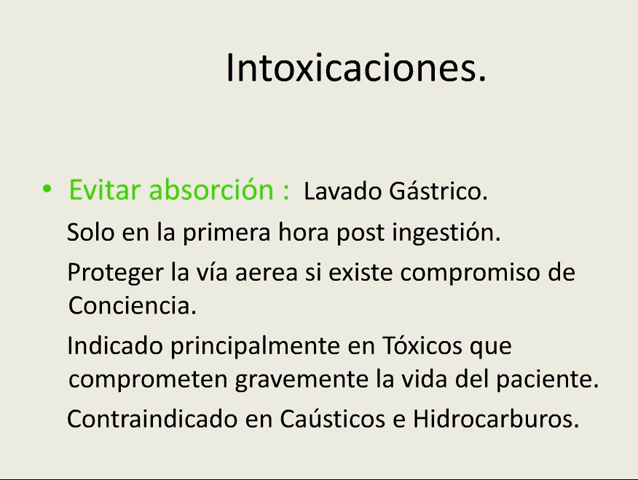 Intoxicaciones.
• Evitar absorción : Lavado Gástrico.
Solo en la primera hora post ingestión.
Proteger la vía aerea si existe compromiso de
Conciencia.
Indicado principalmente en Tóxicos que
comprometen gravemente la vida del paciente.
Contraindicado en Caústicos e Hidrocarburos.